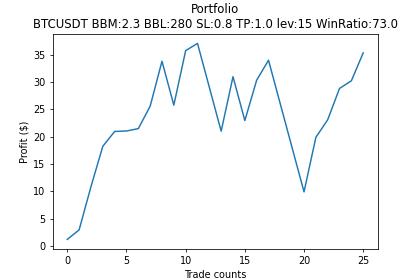 Portfolio
BTCUSDT BBM:2.3 BBL:280 SL:0.8 TP:1.0 lev:15 WinRatio:73.0
35
30
25
20
15
10
5
0
Profit ($)
0 5 10 15 20 25
Trade counts